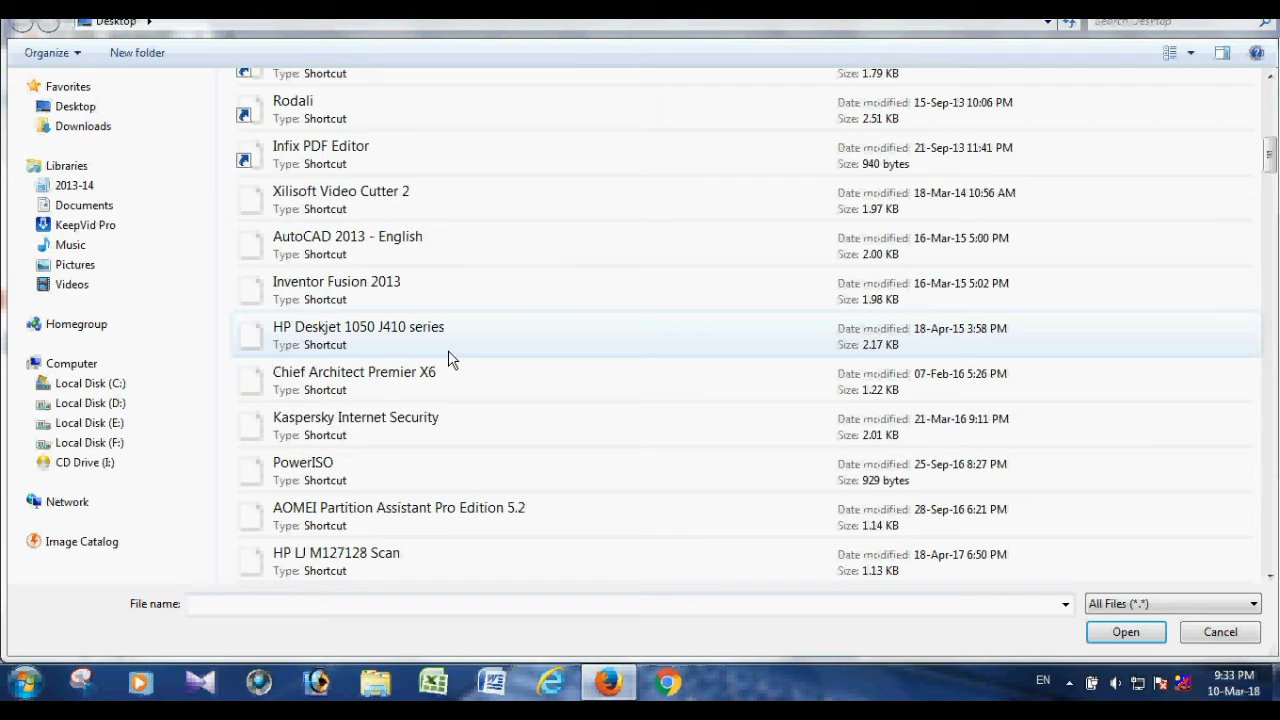 Desktop
Search Desktop
Organize
New folder
Favorites
Desktop
Downloads
Libraries
2013-14
Documents
KeepVid Pro
Music
Pictures
Videos
Homegroup
Computer
Local Disk (C:)
Local Disk (D:)
Local Disk (E:)
Local Disk (F:)
CD Drive (I:)
Network
Image Catalog
Type: Shortcut
Size: 1.79 KB
Rodali
Date modified: 15-Sep-13 10:06 PM
Type: Shortcut
Size: 2.51 KB
Infix PDF Editor
Date modified: 21-Sep-13 11:41 PM
Type: Shortcut
Size: 940 bytes
Xilisoft Video Cutter 2
Date modified: 18-Mar-14 10:56 AM
Type: Shortcut
Size: 1.97 KB
AutoCAD 2013 - English
Date modified: 16-Mar-15 5:00 PM
Type: Shortcut
Size: 2.00 KB
Inventor Fusion 2013
Date modified: 16-Mar-15 5:02 PM
Type: Shortcut
Size: 1.98 KB
HP Deskjet 1050 J410 series
Date modified: 18-Apr-15 3:58 PM
Type: Shortcut
Size: 2.17 KB
Chief Architect Premier X6
Date modified: 07-Feb-16 5:26 PM
Type: Shortcut
Size: 1.22 KB
Kaspersky Internet Security
Date modified: 21-Mar-16 9:11 PM
Type: Shortcut
Size: 2.01 KB
PowerISO
Date modified: 25-Sep-16 8:27 PM
Type: Shortcut
Size: 929 bytes
AOMEI Partition Assistant Pro Edition 5.2
Date modified: 28-Sep-16 6:21 PM
Type: Shortcut
Size: 1.14 KB
HP LJ M127128 Scan
Date modified: 18-Apr-17 6:50 PM
Type: Shortcut
Size: 1.13 KB
File name:
All Files (*.*)
Open
Cancel
EN
9:33 PM
10-Mar-18